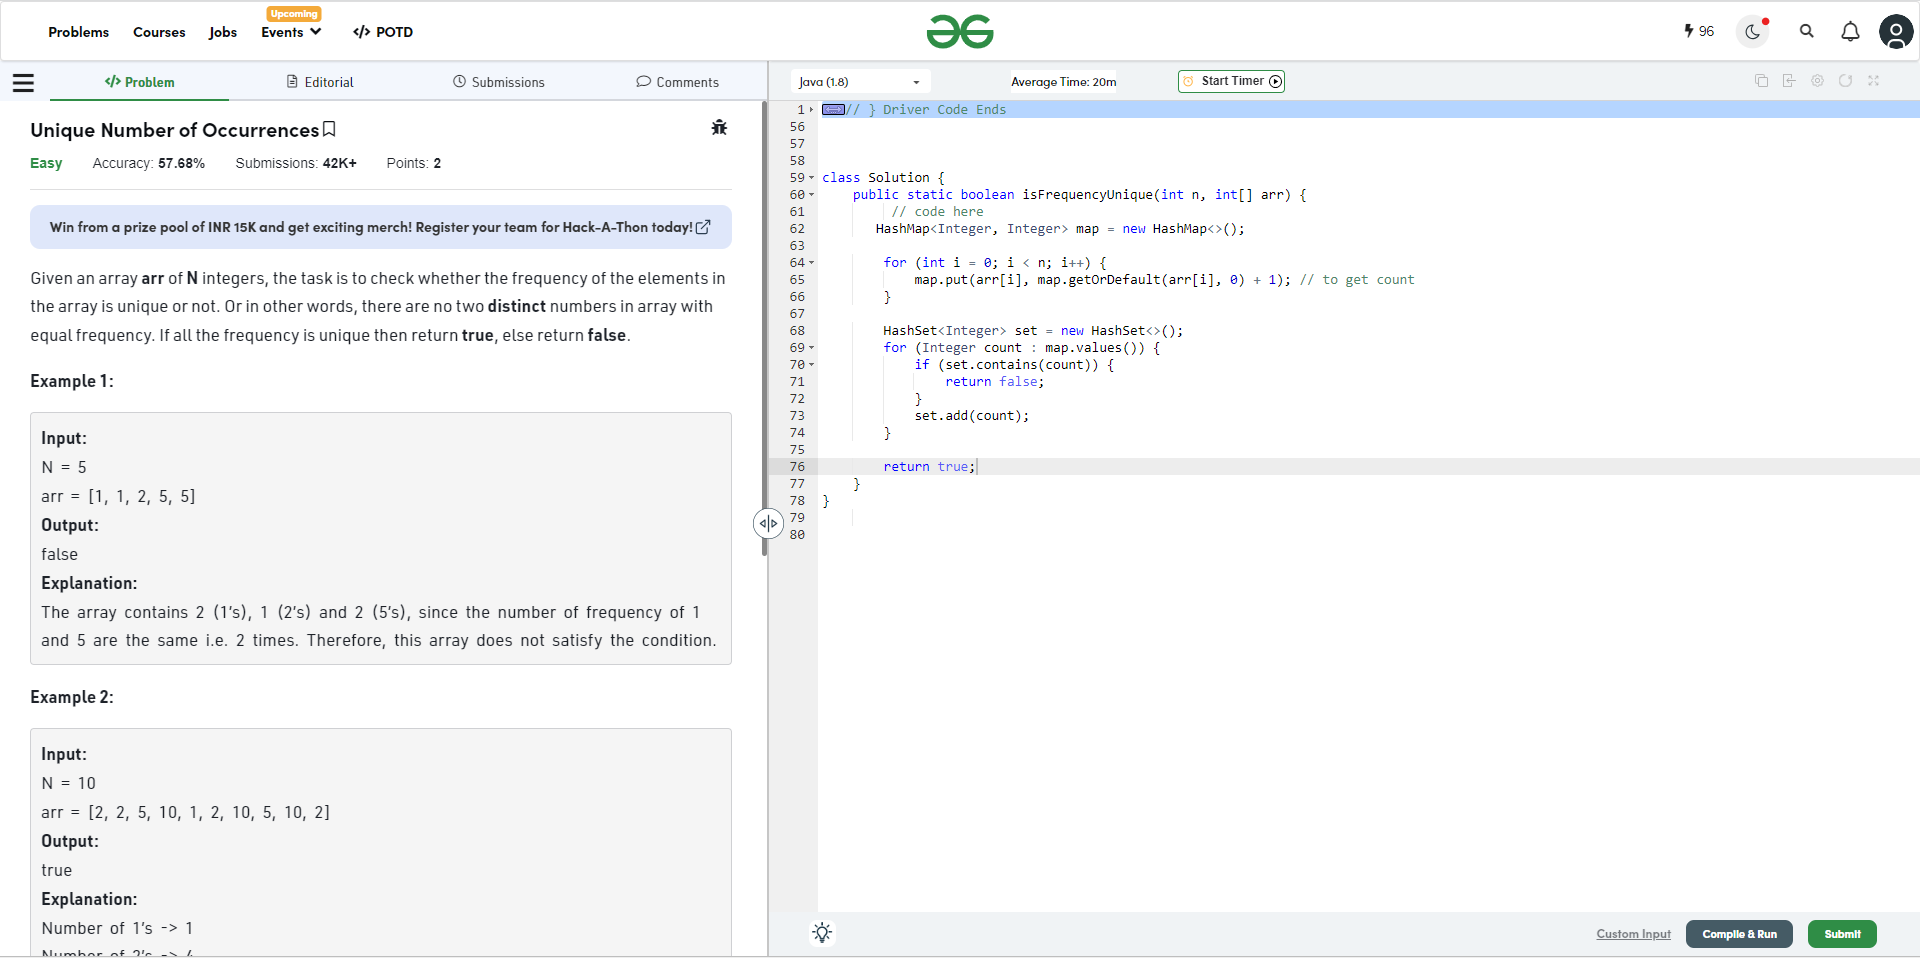 Upcoming
Problems Courses Jobs Events </> POTD
96
</> Problem Editorial Submissions Comments
Java (1.8) Average Time: 20m Start Timer
Unique Number of Occurrences
Easy Accuracy: 57.68% Submissions: 42K+ Points: 2
Win from a prize pool of INR 15K and get exciting merch! Register your team for Hack-A-Thon today!
Given an array arr of N integers, the task is to check whether the frequency of the elements in
the array is unique or not. Or in other words, there are no two distinct numbers in array with
equal frequency. If all the frequency is unique then return true, else return false.
Example 1:
Input:
N = 5
arr = [1, 1, 2, 5, 5]
Output:
false
Explanation:
The array contains 2 (1's), 1 (2's) and 2 (5's), since the number of frequency of 1
and 5 are the same i.e. 2 times. Therefore, this array does not satisfy the condition.
Example 2:
Input:
N = 10
arr = [2, 2, 5, 10, 1, 2, 10, 5, 10, 2]
Output:
true
Explanation:
Number of 1's -> 1
Number of 2's -> 4
1 // } Driver Code Ends
56
57
58
59 class Solution {
60 public static boolean isFrequencyUnique(int n, int[] arr) {
61 // code here
62 HashMap<Integer, Integer> map = new HashMap<>();
63
64 for (int i = 0; i < n; i++) {
65 map.put(arr[i], map.getOrDefault(arr[i], 0) + 1); // to get count
66 }
67
68 HashSet<Integer> set = new HashSet<>();
69 for (Integer count : map.values()) {
70 if (set.contains(count)) {
71 return false;
72 }
73 set.add(count);
74 }
75
76 return true;
77 }
78 }
79
80
Custom Input Compile & Run Submit